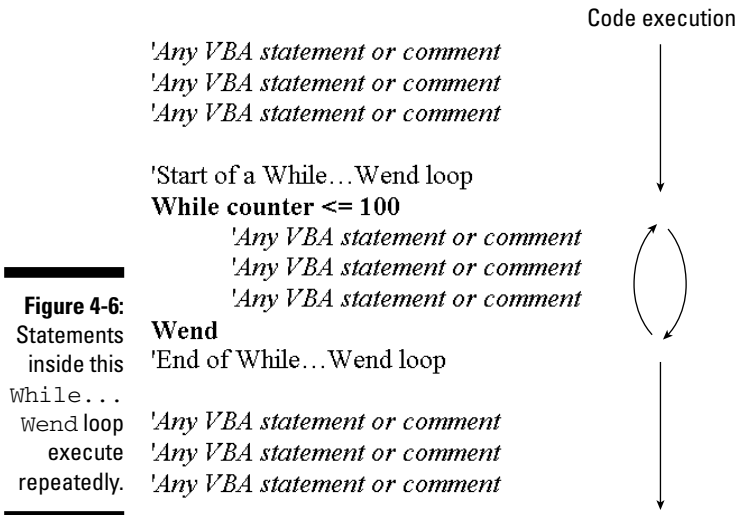 Code execution
'Any VBA statement or comment
'Any VBA statement or comment
'Any VBA statement or comment
'Start of a While…Wend loop
While counter <= 100
'Any VBA statement or comment
'Any VBA statement or comment
'Any VBA statement or comment
Wend
'End of While…Wend loop
'Any VBA statement or comment
'Any VBA statement or comment
'Any VBA statement or comment
Figure 4-6:
Statements
inside this
While...
Wend loop
execute
repeatedly.